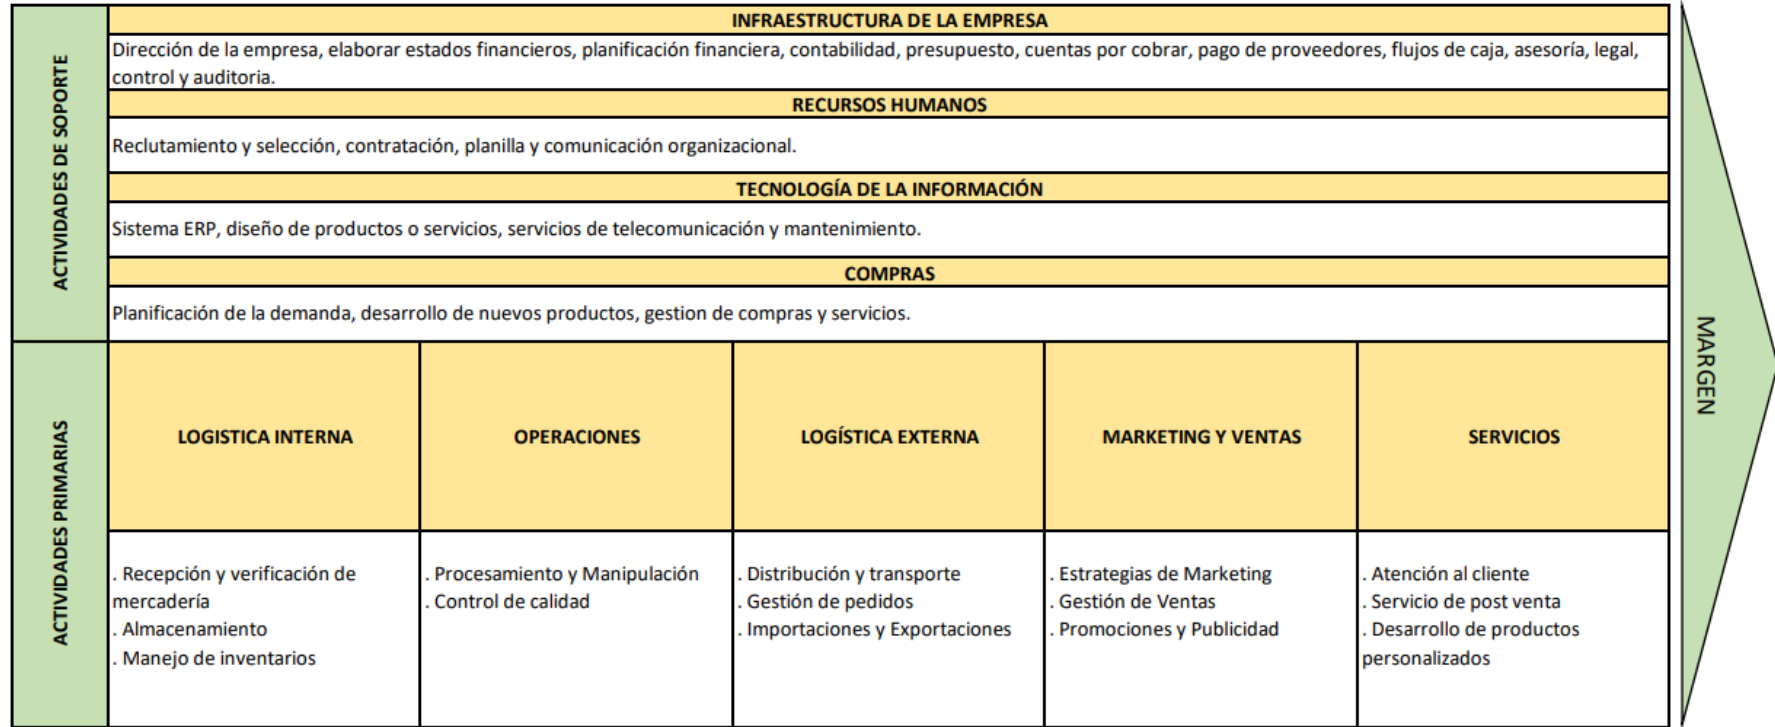 INFRAESTRUCTURA DE LA EMPRESA
ACTIVIDADES DE SOPORTE
Dirección de la empresa, elaborar estados financieros, planificación financiera, contabilidad, presupuesto, cuentas por cobrar, pago de proveedores, flujos de caja, asesoría, legal,
control y auditoria.
RECURSOS HUMANOS
Reclutamiento y selección, contratación, planilla y comunicación organizacional.
TECNOLOGÍA DE LA INFORMACIÓN
Sistema ERP, diseño de productos o servicios, servicios de telecomunicación y mantenimiento.
COMPRAS
Planificación de la demanda, desarrollo de nuevos productos, gestion de compras y servicios.
ACTIVIDADES PRIMARIAS
LOGISTICA INTERNA
. Recepción y verificación de
mercadería
. Almacenamiento
. Manejo de inventarios
OPERACIONES
. Procesamiento y Manipulación
. Control de calidad
LOGÍSTICA EXTERNA
. Distribución y transporte
. Gestión de pedidos
. Importaciones y Exportaciones
MARKETING Y VENTAS
. Estrategias de Marketing
. Gestión de Ventas
. Promociones y Publicidad
SERVICIOS
. Atención al cliente
. Servicio de post venta
. Desarrollo de productos
personalizados
MARGEN